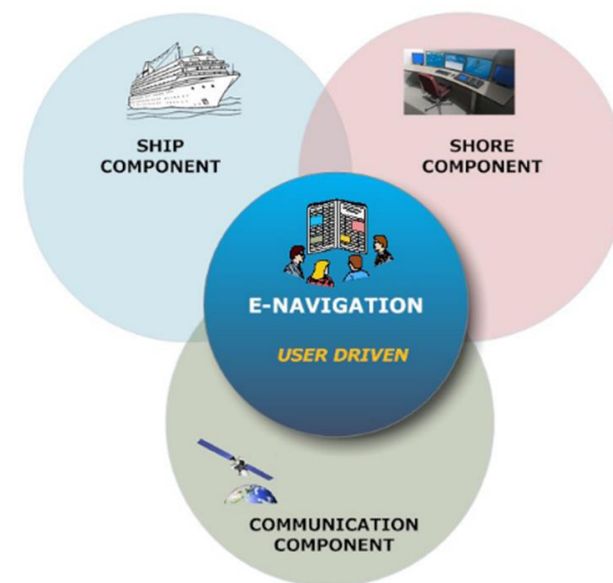 SHIP
COMPONENT
SHORE
COMPONENT
E-NAVIGATION
USER DRIVEN
COMMUNICATION
COMPONENT